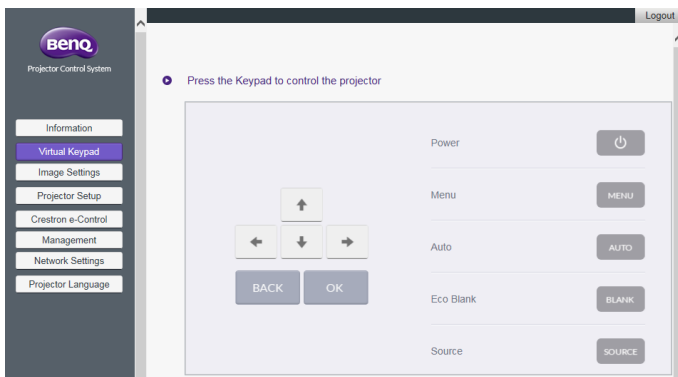 Logout
BenQ
Projector Control System
Press the Keypad to control the projector
Information
Virtual Keypad
Image Settings
Projector Setup
Crestron e-Control
Management
Network Settings
Projector Language
BACK OK
Power
Menu MENU
Auto AUTO
Eco Blank BLANK
Source SOURCE